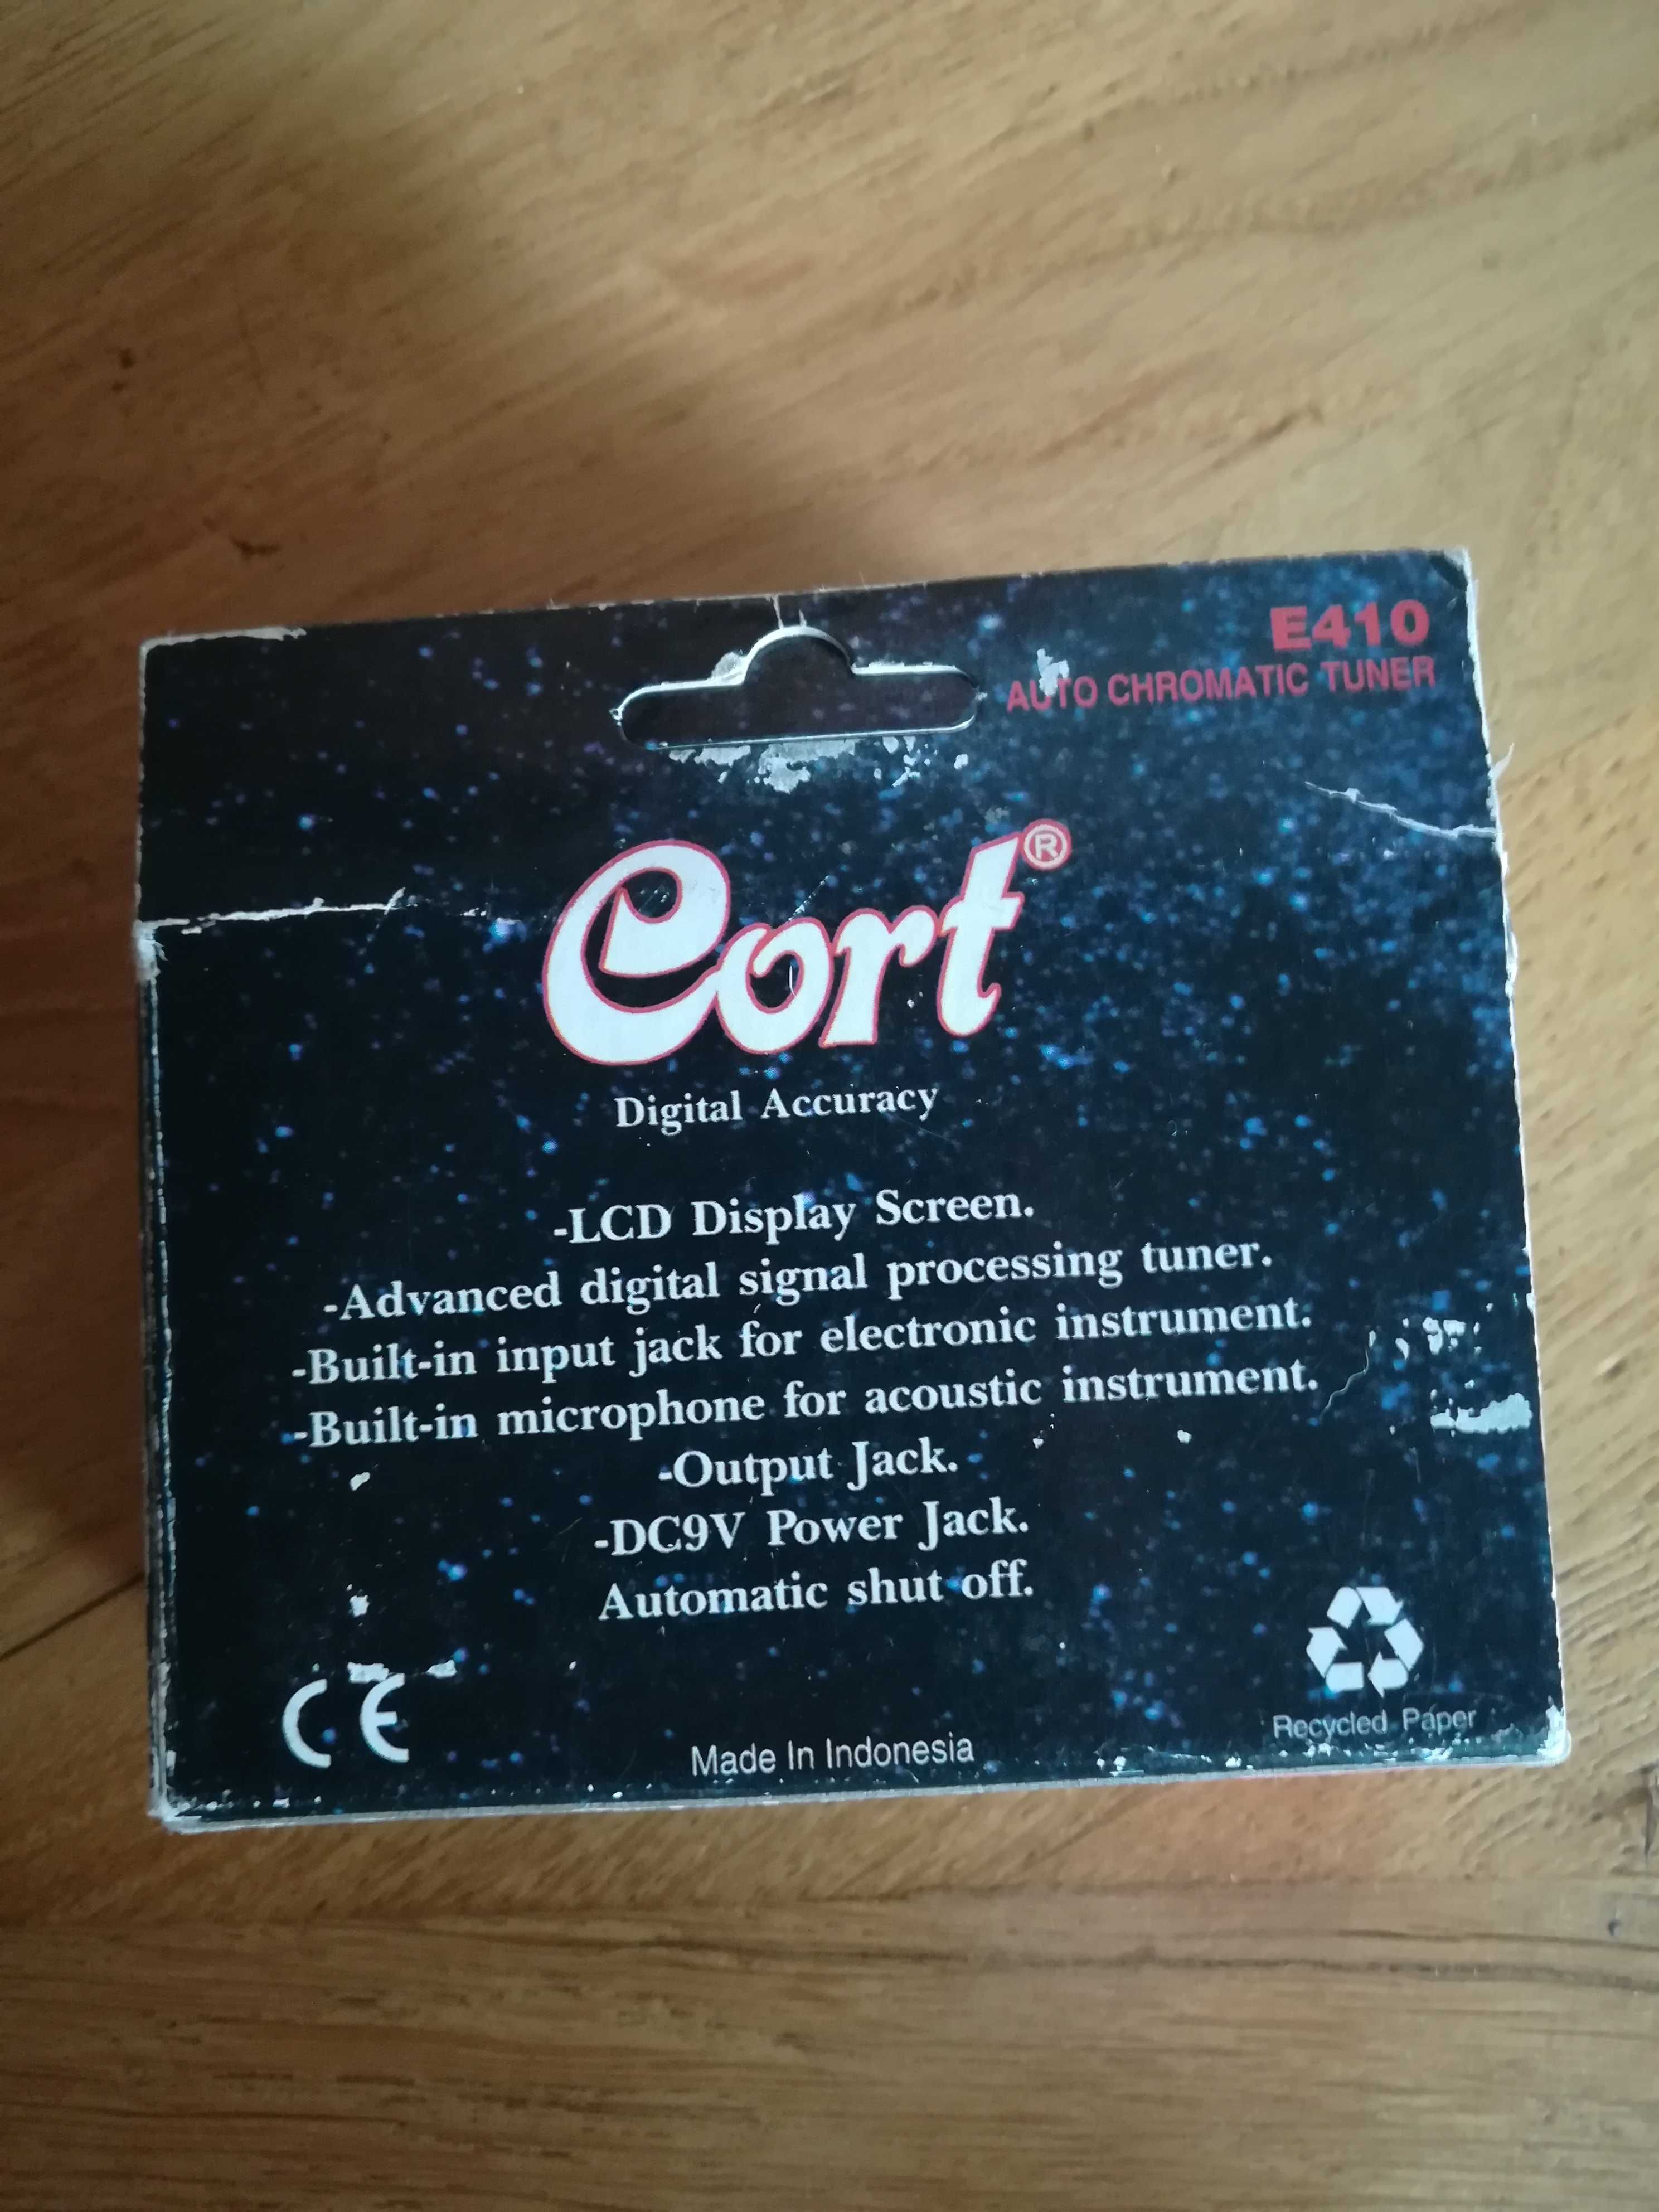 E410
AUTO CHROMATIC TUNER
Cort®
Digital Accuracy
-LCD Display Screen.
-Advanced digital signal processing tuner.
-Built-in input jack for electronic instrument.
-Built-in microphone for acoustic instrument.
-Output Jack.
-DC9V Power Jack.
Automatic shut off.
CE
Made In Indonesia
Recycled Paper